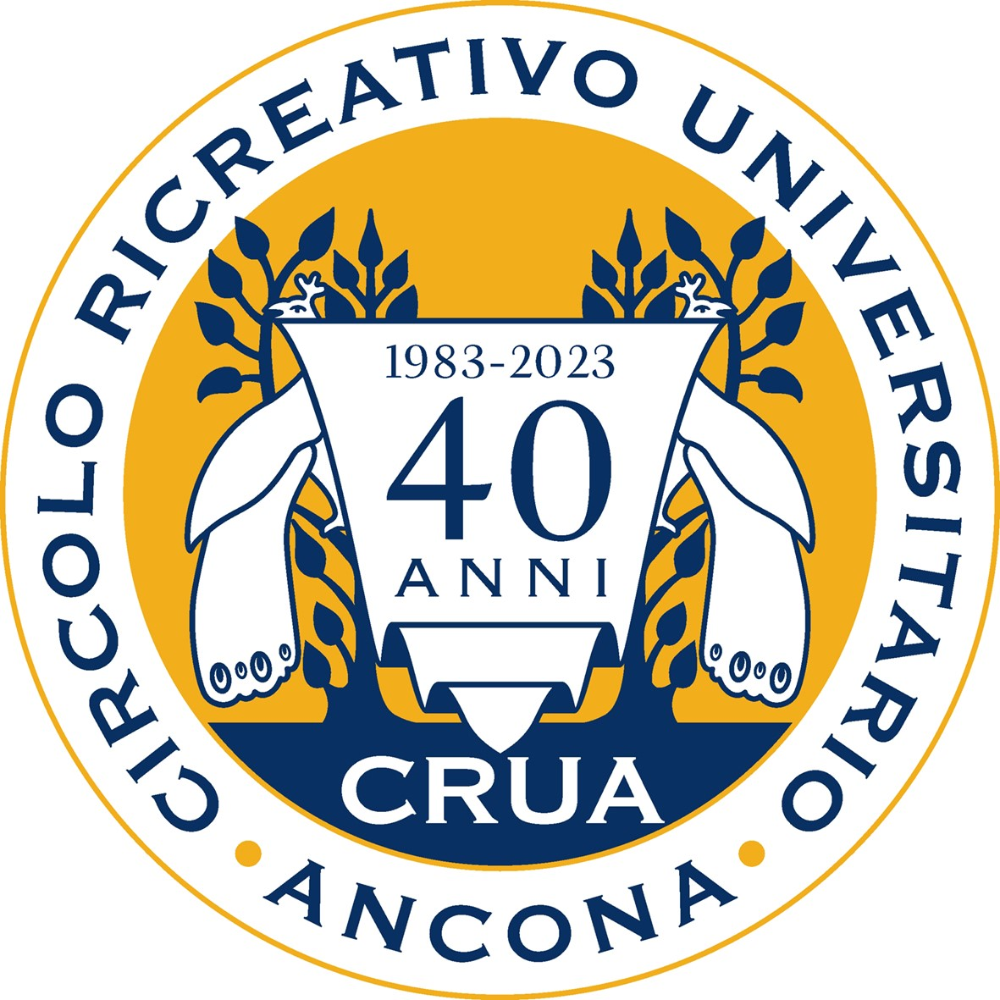 CIRCOLO RICREATIVO UNIVERSITARIO
1983-2023
40
ANNI
CRUA
• ANCONA •